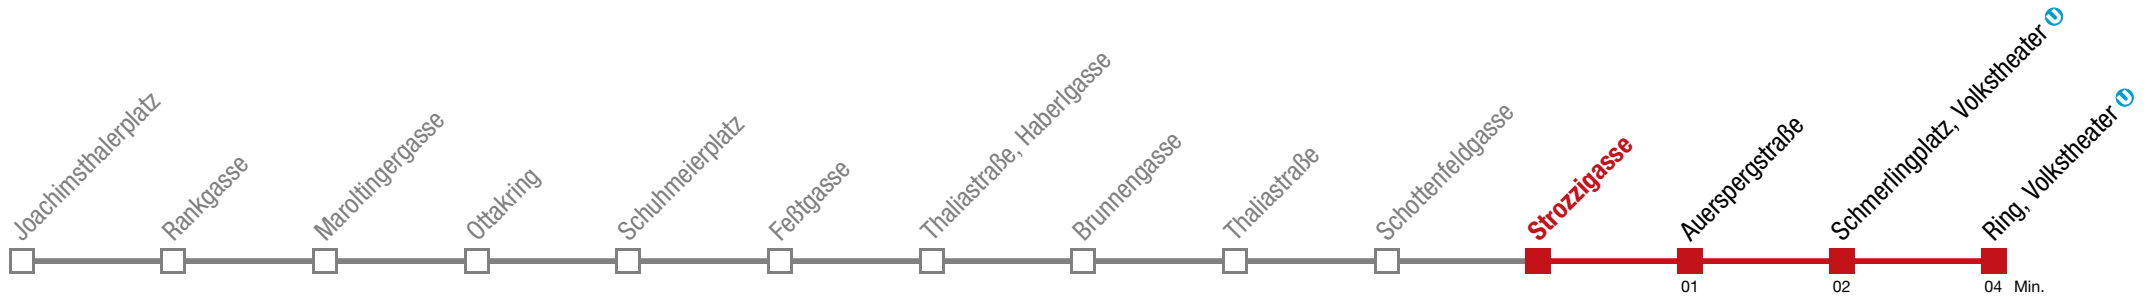 Joachimsthalerplatz
Rankgasse
Maroltingergasse
Ottakring
Schuhmeierplatz
Feßtgasse
Thaliastraße, Haberlgasse
Brunnengasse
Thaliastraße
Schottenfeldgasse
Strozzigasse
Auerspergstraße
Schmerlingplatz, Volkstheater U
Ring, Volkstheater U
01 02 04 Min.